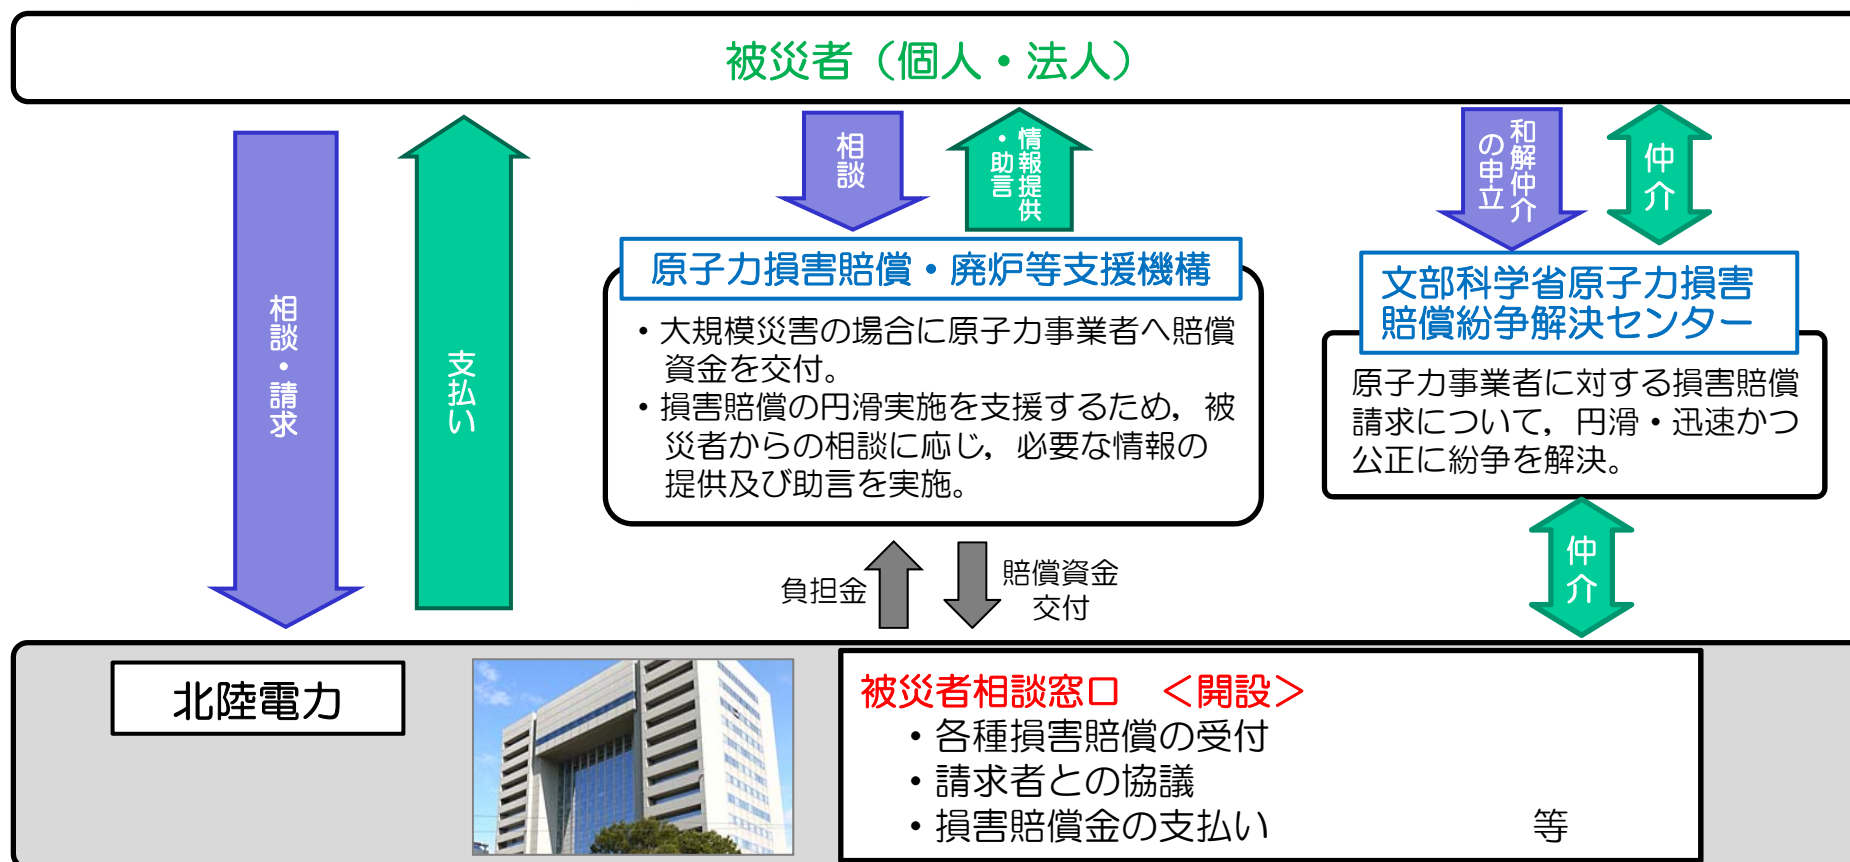 被災者（個人・法人）
相談・請求
支払い
相談
情報提供
・助言
和解仲介
の申立
仲介
原子力損害賠償・廃炉等支援機構
・大規模災害の場合に原子力事業者へ賠償
資金を交付。
・損害賠償の円滑実施を支援するため，被
災者からの相談に応じ，必要な情報の
提供及び助言を実施。
文部科学省原子力損害
賠償紛争解決センター
原子力事業者に対する損害賠償
請求について，円滑・迅速かつ
公正に紛争を解決。
負担金
賠償資金
交付
仲介
北陸電力
被災者相談窓口　＜開設＞
・各種損害賠償の受付
・請求者との協議
・損害賠償金の支払い　等